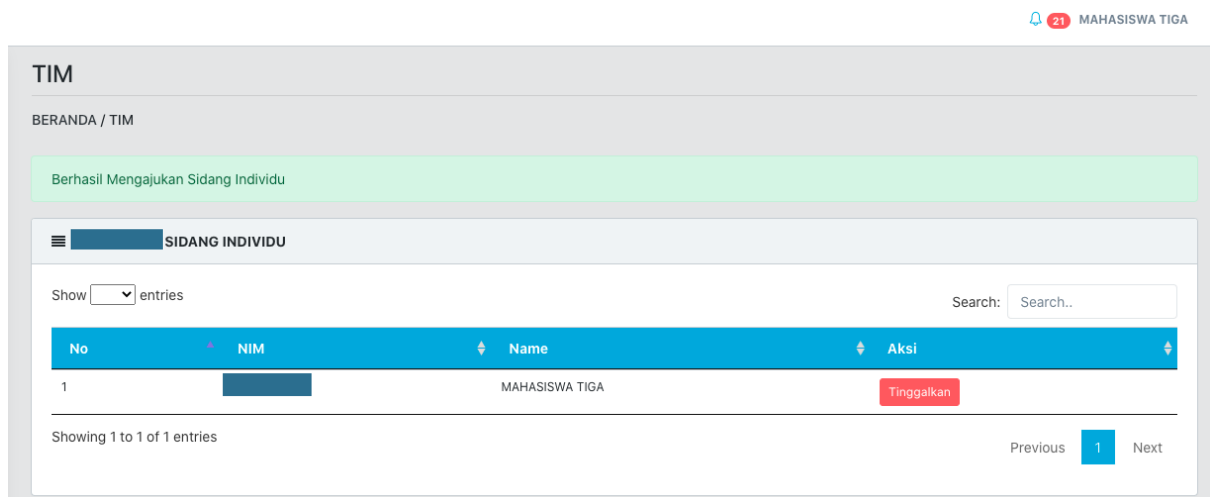 21 MAHASISWA TIGA
TIM
BERANDA / TIM
Berhasil Mengajukan Sidang Individu
SIDANG INDIVIDU
Show entries
Search: Search..
No NIM Name Aksi
1 MAHASISWA TIGA Tinggalkan
Showing 1 to 1 of 1 entries
Previous 1 Next